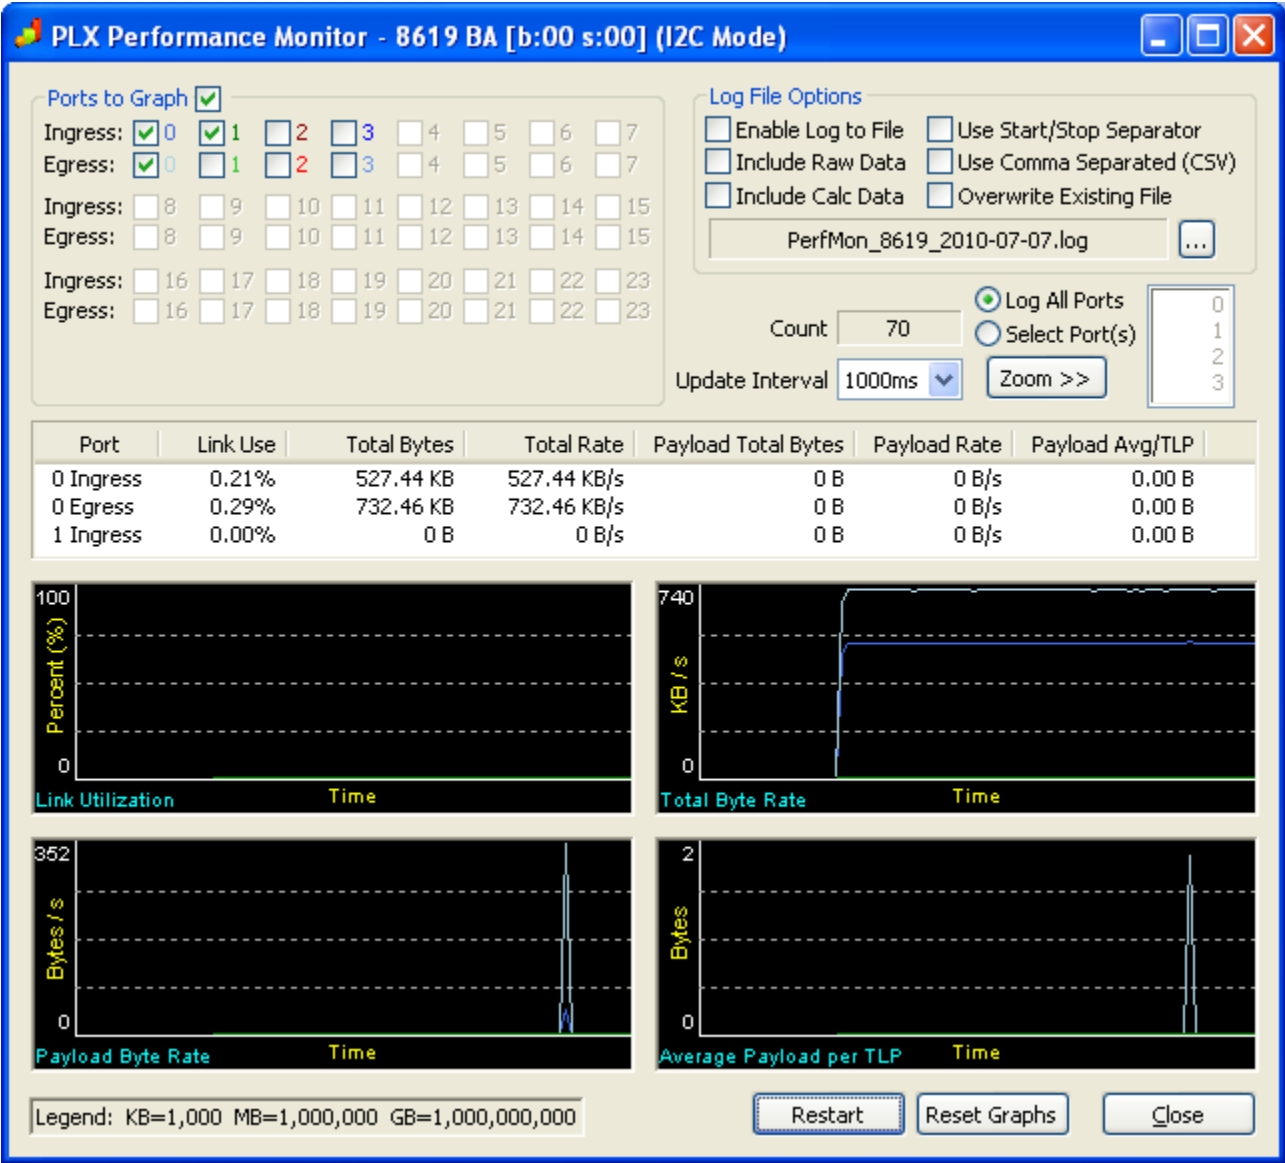 PLX Performance Monitor - 8619 BA [b:00 s:00] (I2C Mode)
Ports to Graph
Ingress: 0 1 2 3 4 5 6 7
Egress: 0 1 2 3 4 5 6 7
Ingress: 8 9 10 11 12 13 14 15
Egress: 8 9 10 11 12 13 14 15
Ingress: 16 17 18 19 20 21 22 23
Egress: 16 17 18 19 20 21 22 23
Log File Options
Enable Log to File Use Start/Stop Separator
Include Raw Data Use Comma Separated (CSV)
Include Calc Data Overwrite Existing File
PerfMon_8619_2010-07-07.log ...
Count 70
Log All Ports
Select Port(s)
0
1
2
3
Update Interval 1000ms Zoom >>
Port Link Use Total Bytes Total Rate Payload Total Bytes Payload Rate Payload Avg/TLP
0 Ingress 0.21% 527.44 KB 527.44 KB/s 0 B 0 B/s 0.00 B
0 Egress 0.29% 732.46 KB 732.46 KB/s 0 B 0 B/s 0.00 B
1 Ingress 0.00% 0 B 0 B/s 0 B 0 B/s 0.00 B
100
Percent (%)
0
Link Utilization Time
740
KB / s
0
Total Byte Rate Time
352
Bytes / s
0
Payload Byte Rate Time
2
Bytes
0
Average Payload per TLP Time
Legend: KB=1,000 MB=1,000,000 GB=1,000,000,000
Restart Reset Graphs Close